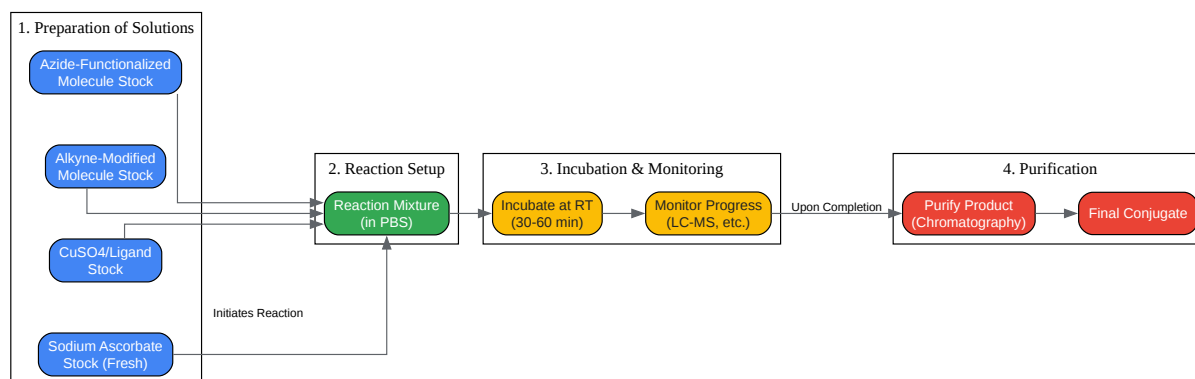 1. Preparation of Solutions
Azide-Functionalized
Molecule Stock
Alkyne-Modified
Molecule Stock
CuSO4/Ligand
Stock
Sodium Ascorbate
Stock (Fresh)
Initiates Reaction
2. Reaction Setup
Reaction Mixture
(in PBS)
3. Incubation & Monitoring
Incubate at RT
(30-60 min)
Monitor Progress
(LC-MS, etc.)
Upon Completion
4. Purification
Purify Product
(Chromatography)
Final Conjugate